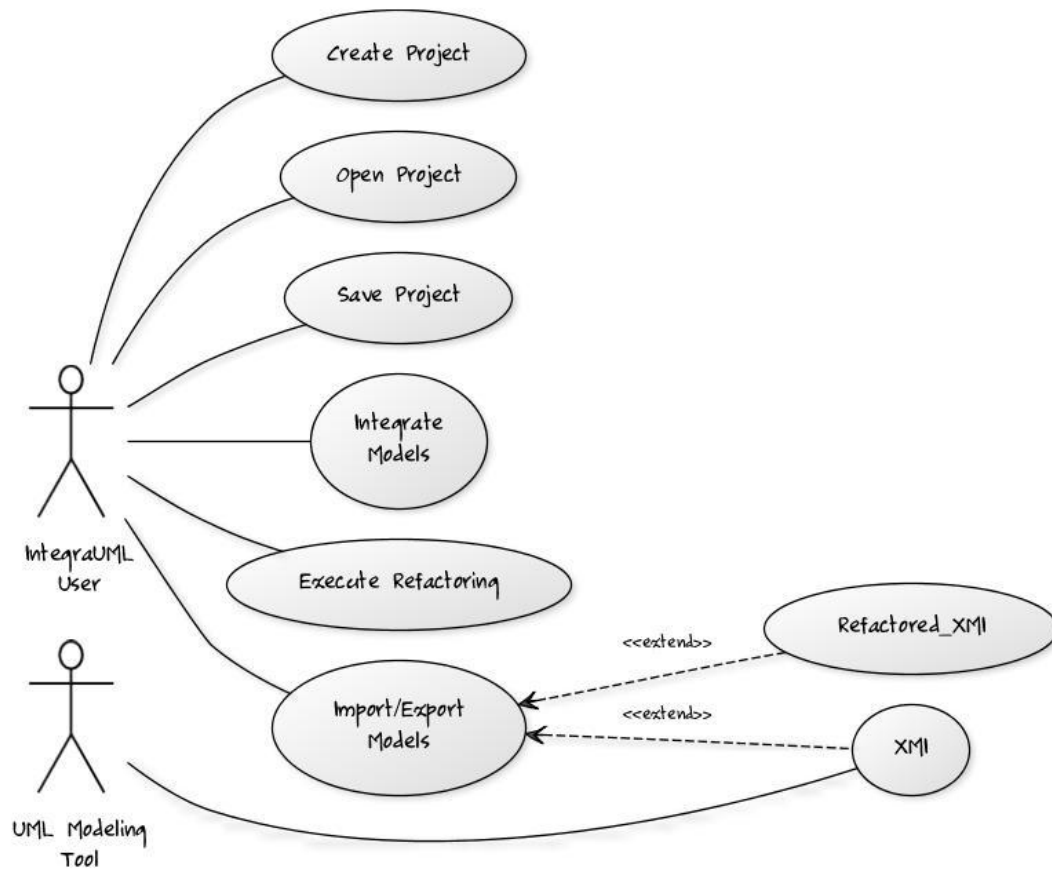 Create Project
Open Project
Save Project
Integrate
Models
IntegraUML
User
Execute Refactoring
Refactored_XMI
<<extend>>
Import/Export
Models
<<extend>>
XMI
UML Modeling
Tool